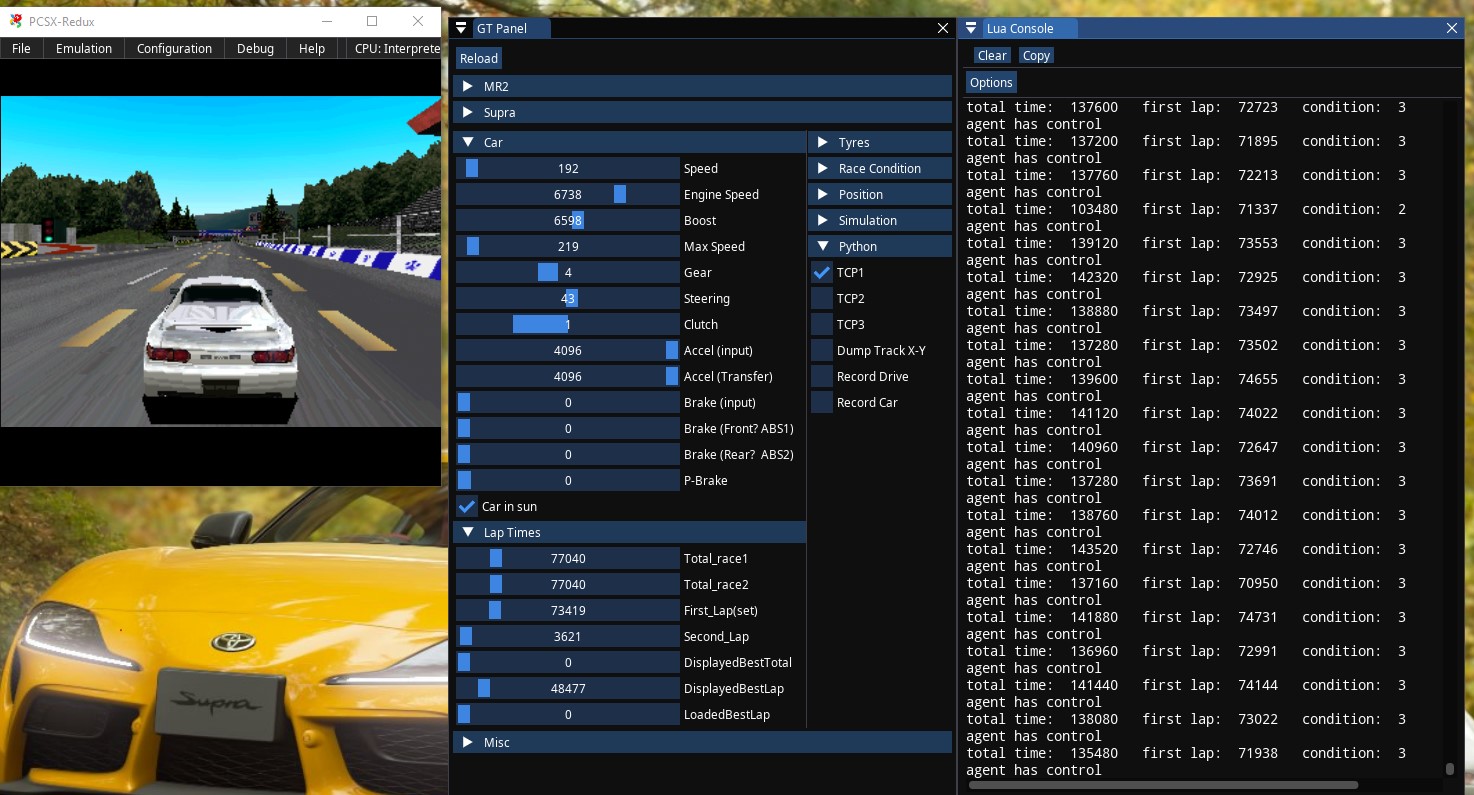 PCSX-Redux
File Emulation Configuration Debug Help CPU: Interprete
GT Panel
Reload
MR2
Supra
Car
192 Speed
6738 Engine Speed
6598 Boost
219 Max Speed
4 Gear
43 Steering
1 Clutch
4096 Accel (input)
4096 Accel (Transfer)
0 Brake (input)
0 Brake (Front? ABS1)
0 Brake (Rear? ABS2)
0 P-Brake
Car in sun
Lap Times
77040 Total_race1
77040 Total_race2
73419 First_Lap(set)
3621 Second_Lap
0 DisplayedBestTotal
48477 DisplayedBestLap
0 LoadedBestLap
Misc
Tyres
Race Condition
Position
Simulation
Python
TCP1
TCP2
TCP3
Dump Track X-Y
Record Drive
Record Car
Lua Console
Clear Copy
Options
total time: 137600 first lap: 72723 condition: 3
agent has control
total time: 137200 first lap: 71895 condition: 3
agent has control
total time: 137760 first lap: 72213 condition: 3
agent has control
total time: 103480 first lap: 71337 condition: 2
agent has control
total time: 139120 first lap: 73553 condition: 3
agent has control
total time: 142320 first lap: 72925 condition: 3
agent has control
total time: 138880 first lap: 73497 condition: 3
agent has control
total time: 137280 first lap: 73502 condition: 3
agent has control
total time: 139600 first lap: 74655 condition: 3
agent has control
total time: 141120 first lap: 74022 condition: 3
agent has control
total time: 140960 first lap: 72647 condition: 3
agent has control
total time: 137280 first lap: 73691 condition: 3
agent has control
total time: 138760 first lap: 74012 condition: 3
agent has control
total time: 143520 first lap: 72746 condition: 3
agent has control
total time: 137160 first lap: 70950 condition: 3
agent has control
total time: 141880 first lap: 74731 condition: 3
agent has control
total time: 136960 first lap: 72991 condition: 3
agent has control
total time: 141440 first lap: 74144 condition: 3
agent has control
total time: 138080 first lap: 73022 condition: 3
agent has control
total time: 135480 first lap: 71938 condition: 3
agent has control
Supra